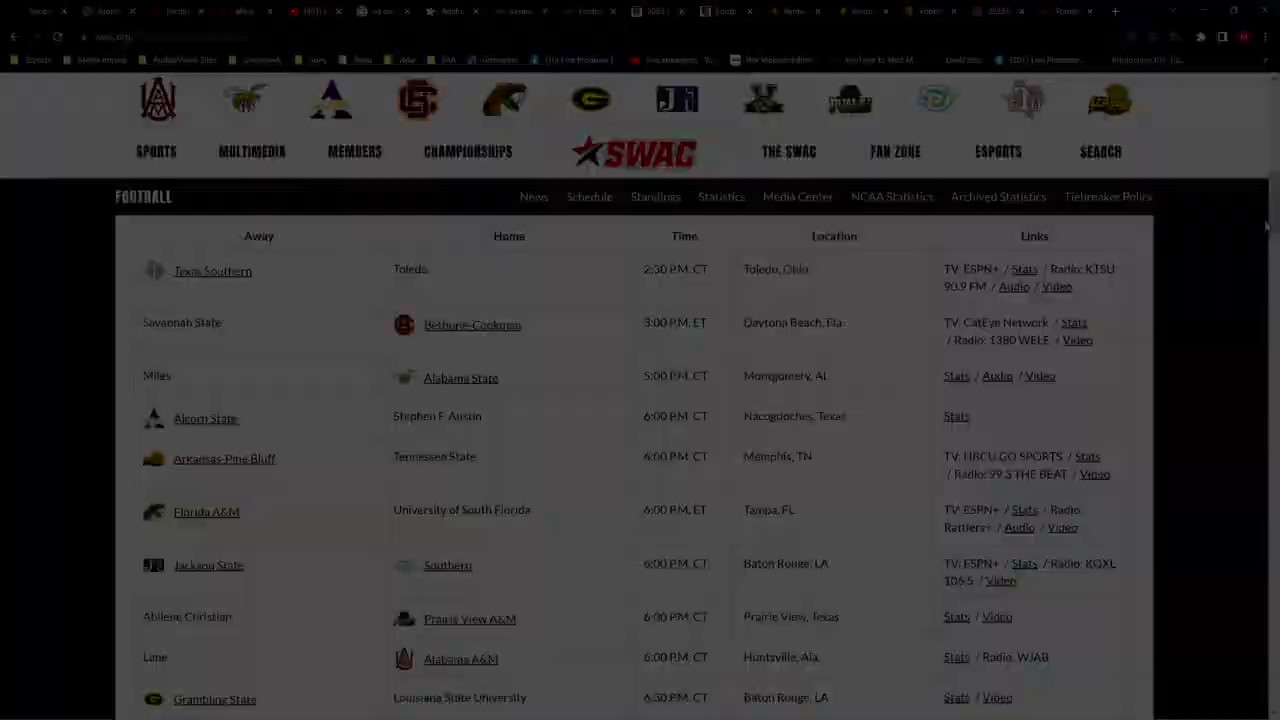 swac.org
SPORTS MULTIMEDIA MEMBERS CHAMPIONSHIPS SWAC THE SWAC FAN ZONE ESPORTS SEARCH
FOOTBALL News Schedule Standings Statistics Media Center NCAA Statistics Archived Statistics Tiebreaker Policy
Away Home Time Location Links
Texas Southern Toledo 2:30 P.M. CT Toledo, Ohio TV: ESPN+ / Stats / Radio: KTSU
90.9 FM / Audio / Video
Savannah State Bethune-Cookman 3:00 P.M. ET Daytona Beach, Fla. TV: CatEye Network / Stats
/ Radio: 1380 WELE / Video
Miles Alabama State 5:00 P.M. CT Montgomery, AL Stats / Audio / Video
Alcorn State Stephen F. Austin 6:00 P.M. CT Nacogdoches, Texas Stats
Arkansas-Pine Bluff Tennessee State 6:00 P.M. CT Memphis, TN TV: HBCU GO SPORTS / Stats
/ Radio: 99.5 THE BEAT / Video
Florida A&M University of South Florida 6:00 P.M. ET Tampa, FL TV: ESPN+ / Stats / Radio:
Rattlers+ / Audio / Video
Jackson State Southern 6:00 P.M. CT Baton Rouge, LA TV: ESPN+ / Stats / Radio: KQXL
106.5 / Video
Abilene Christian Prairie View A&M 6:00 P.M. CT Prairie View, Texas Stats / Video
Lane Alabama A&M 6:00 P.M. CT Huntsville, Ala. Stats / Radio: WJAB
Grambling State Louisiana State University 6:30 P.M. CT Baton Rouge, LA Stats / Video